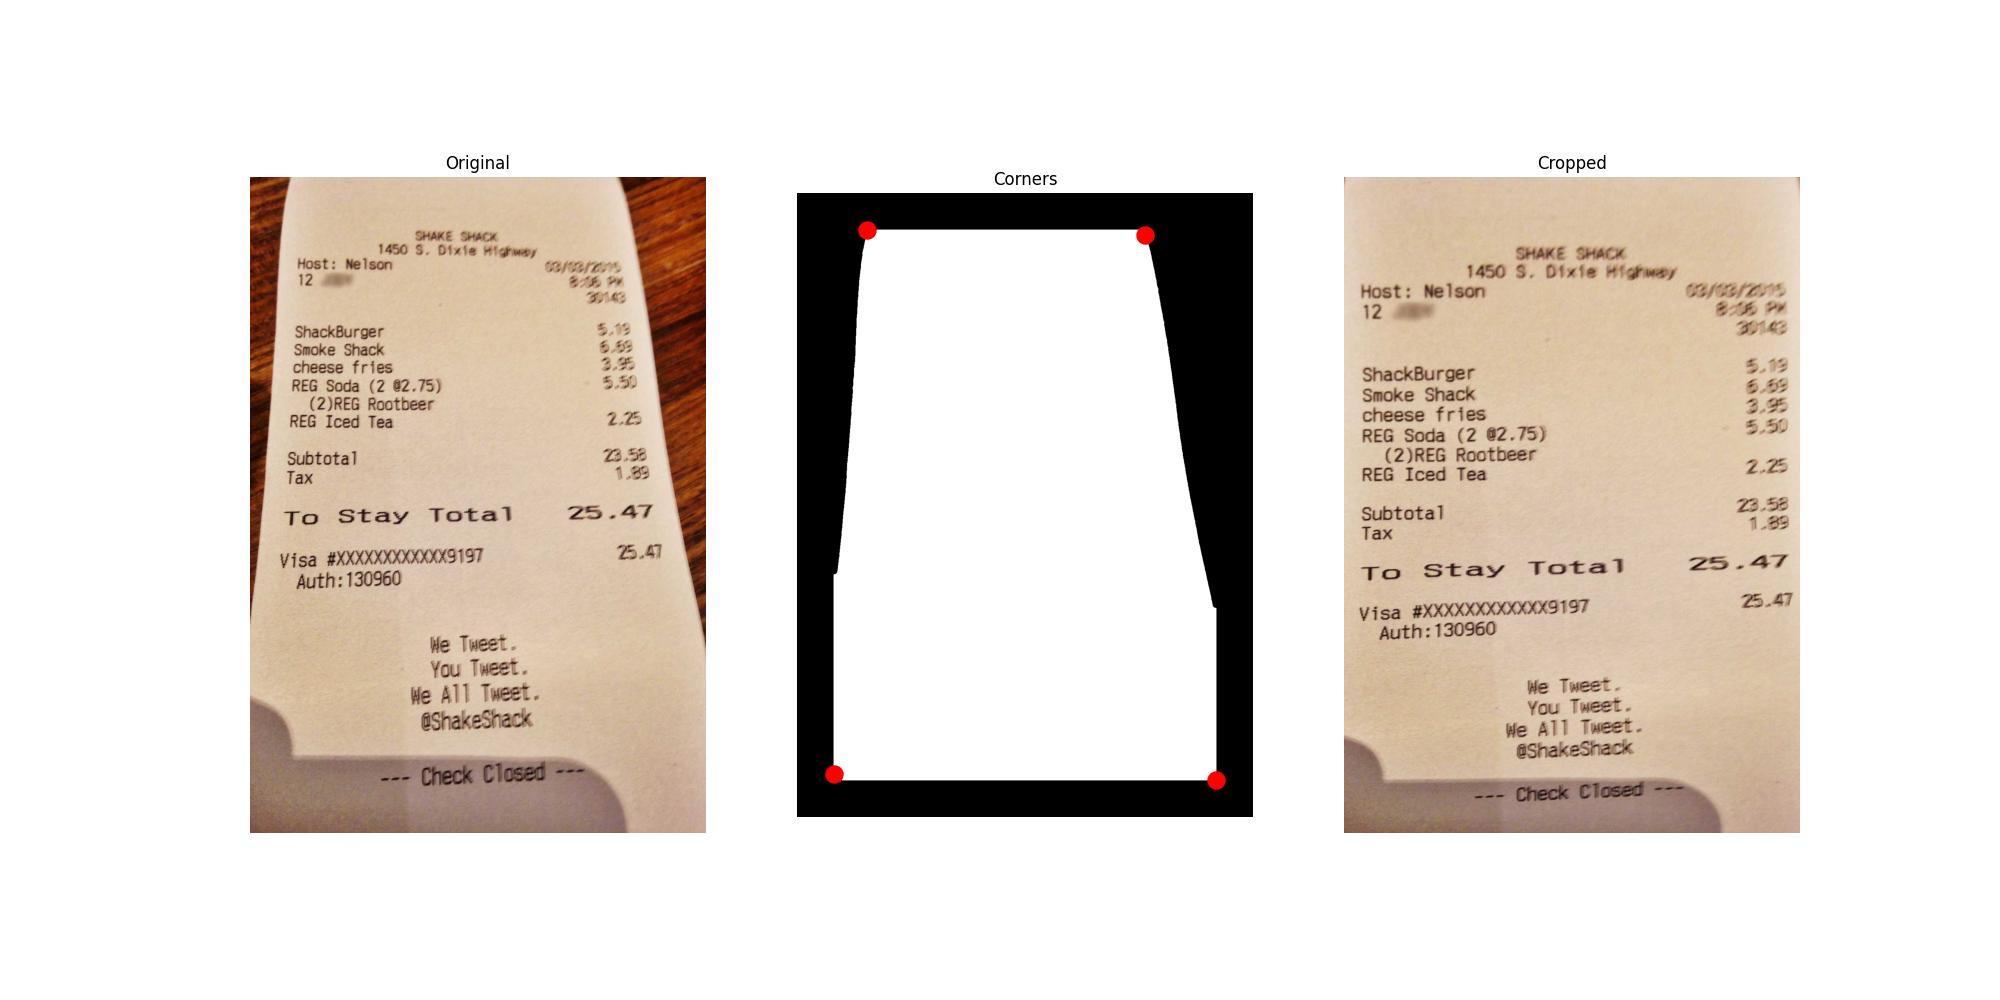 Original
SHAKE SHACK
1450 S. Dixie Highway
Host: Nelson 03/03/2015
12 8:06 PM
30143
ShackBurger 5.19
Smoke Shack 6.69
cheese fries 3.95
REG Soda (2 @2.75) 5.50
(2)REG Rootbeer
REG Iced Tea 2.25
Subtotal 23.58
Tax 1.89
To Stay Total 25.47
Visa #XXXXXXXXXXXX9197 25.47
Auth:130960
We Tweet.
You Tweet.
We All Tweet.
@ShakeShack
--- Check Closed ---
Corners
Cropped
SHAKE SHACK
1450 S. Dixie Highway
Host: Nelson 03/03/2015
12 8:06 PM
30143
ShackBurger 5.19
Smoke Shack 6.69
cheese fries 3.95
REG Soda (2 @2.75) 5.50
(2)REG Rootbeer
REG Iced Tea 2.25
Subtotal 23.58
Tax 1.89
To Stay Total 25.47
Visa #XXXXXXXXXXXX9197 25.47
Auth:130960
We Tweet.
You Tweet.
We All Tweet.
@ShakeShack
--- Check Closed ---